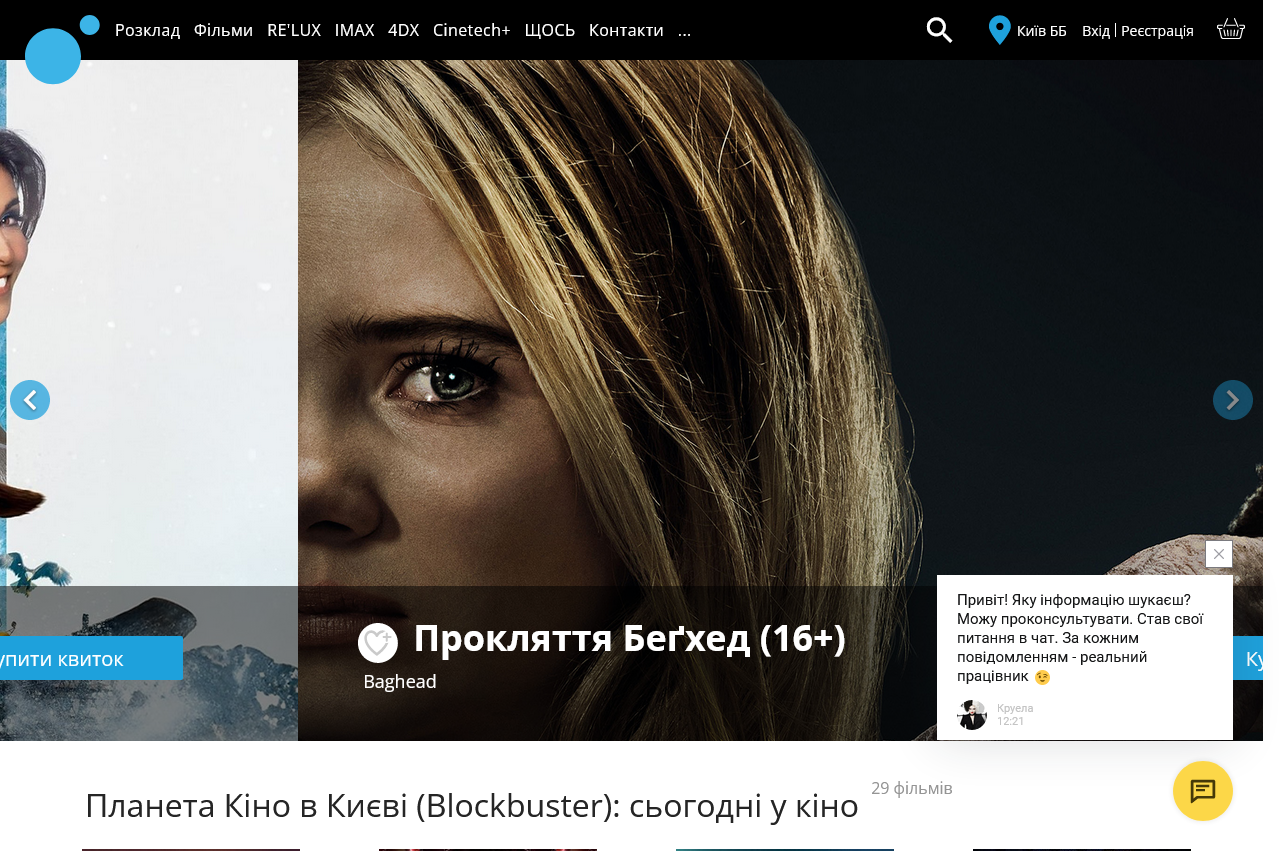 Розклад Фільми RE'LUX IMAX 4DX Cinetech+ ЩОСЬ Контакти ... Київ ББ Вхід | Реєстрація
Прокляття Беґхед (16+)
Baghead
упити квиток
Ку
Привіт! Яку інформацію шукаєш?
Можу проконсультувати. Став свої
питання в чат. За кожним
повідомленням - реальний
працівник
Круела
12:21
Планета Кіно в Києві (Blockbuster): сьогодні у кіно
29 фільмів